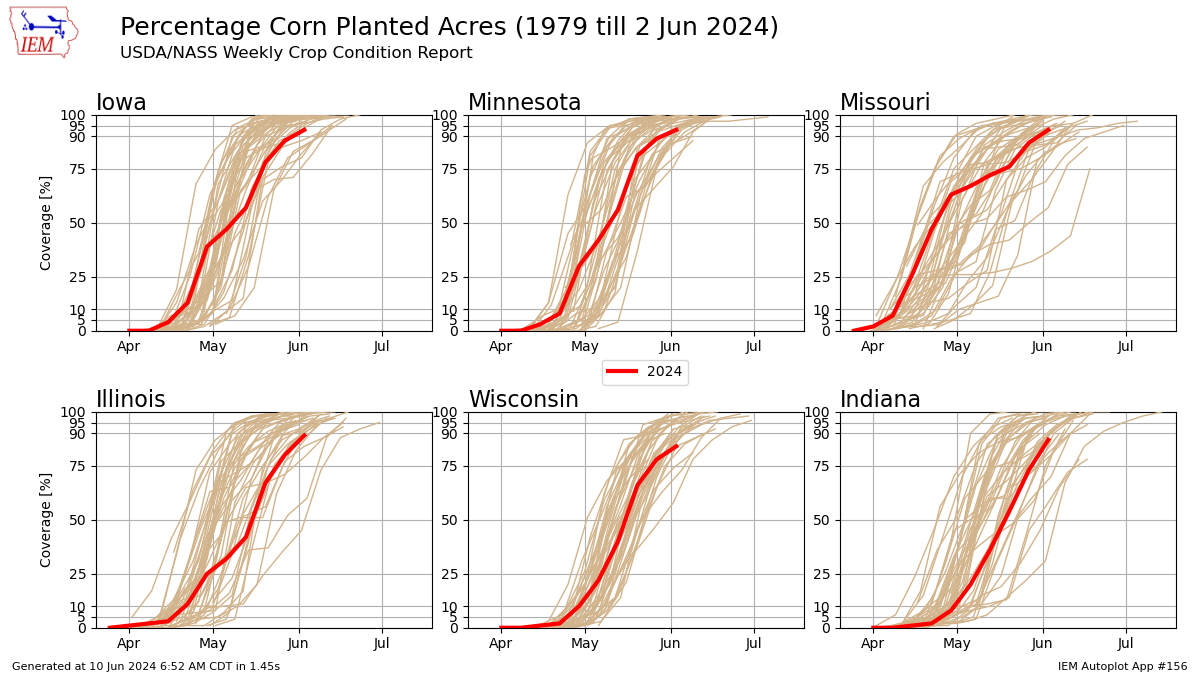 IEM
Percentage Corn Planted Acres (1979 till 2 Jun 2024)
USDA/NASS Weekly Crop Condition Report
Iowa
Minnesota
Missouri
100
95
90
75
50
25
10
5
0
Coverage [%]
Apr May Jun Jul
100
95
90
75
50
25
10
5
0
Apr May Jun Jul
100
95
90
75
50
25
10
5
0
Apr May Jun Jul
2024
Illinois
Wisconsin
Indiana
100
95
90
75
50
25
10
5
0
Coverage [%]
Apr May Jun Jul
100
95
90
75
50
25
10
5
0
Apr May Jun Jul
100
95
90
75
50
25
10
5
0
Apr May Jun Jul
Generated at 10 Jun 2024 6:52 AM CDT in 1.45s
IEM Autoplot App #156